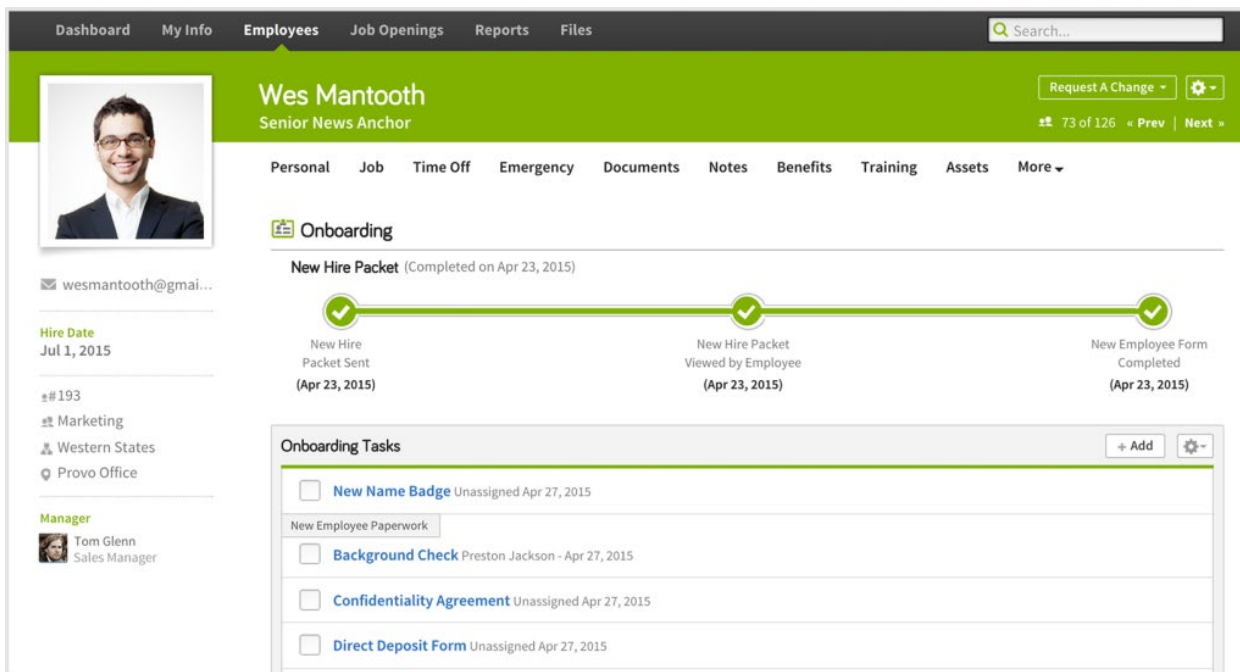 Dashboard My Info Employees Job Openings Reports Files Search...
Wes Mantooth
Senior News Anchor
Request A Change
73 of 126 « Prev | Next »
Personal Job Time Off Emergency Documents Notes Benefits Training Assets More
wesmantooth@gmai...
Hire Date
Jul 1, 2015
#193
Marketing
Western States
Provo Office
Manager
Tom Glenn
Sales Manager
Onboarding
New Hire Packet (Completed on Apr 23, 2015)
New Hire
Packet Sent
(Apr 23, 2015)
New Hire Packet
Viewed by Employee
(Apr 23, 2015)
New Employee Form
Completed
(Apr 23, 2015)
Onboarding Tasks + Add
New Name Badge Unassigned Apr 27, 2015
New Employee Paperwork
Background Check Preston Jackson - Apr 27, 2015
Confidentiality Agreement Unassigned Apr 27, 2015
Direct Deposit Form Unassigned Apr 27, 2015